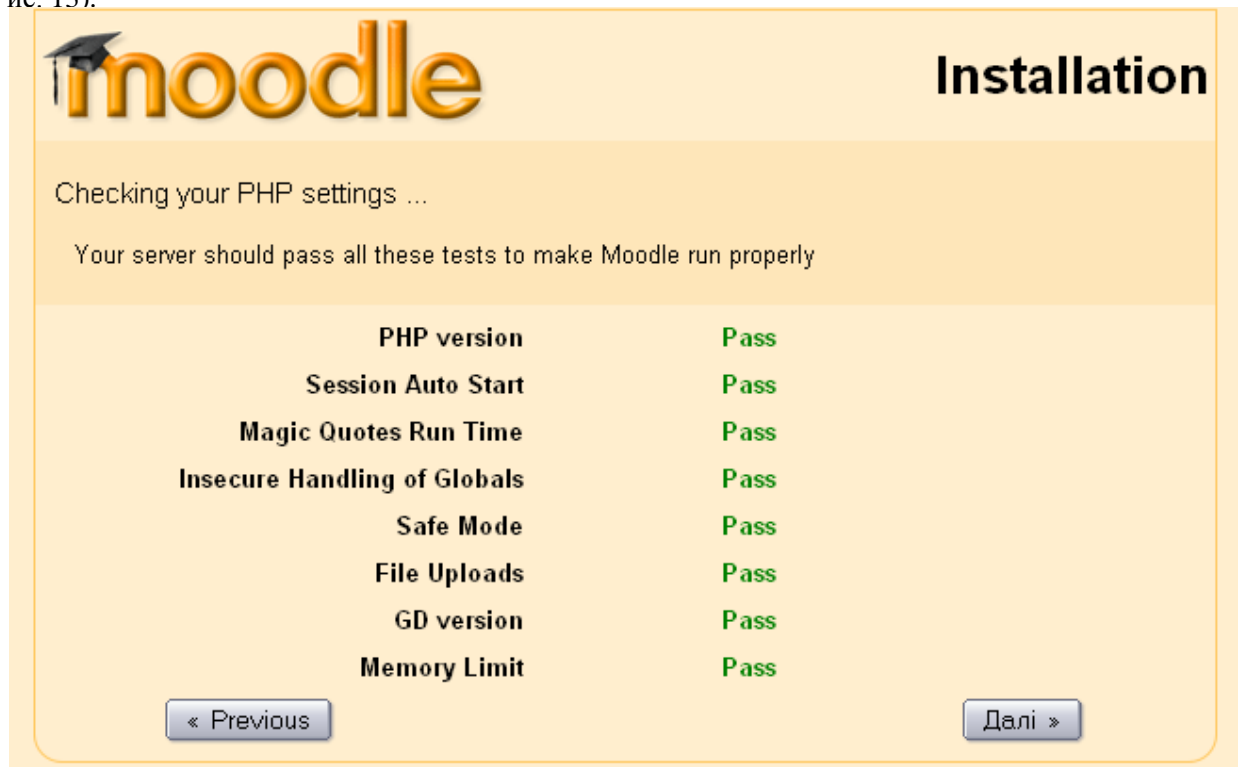 ис. 13).
moodle
Installation
Checking your PHP settings ...
Your server should pass all these tests to make Moodle run properly
PHP version Pass
Session Auto Start Pass
Magic Quotes Run Time Pass
Insecure Handling of Globals Pass
Safe Mode Pass
File Uploads Pass
GD version Pass
Memory Limit Pass
« Previous Далі »